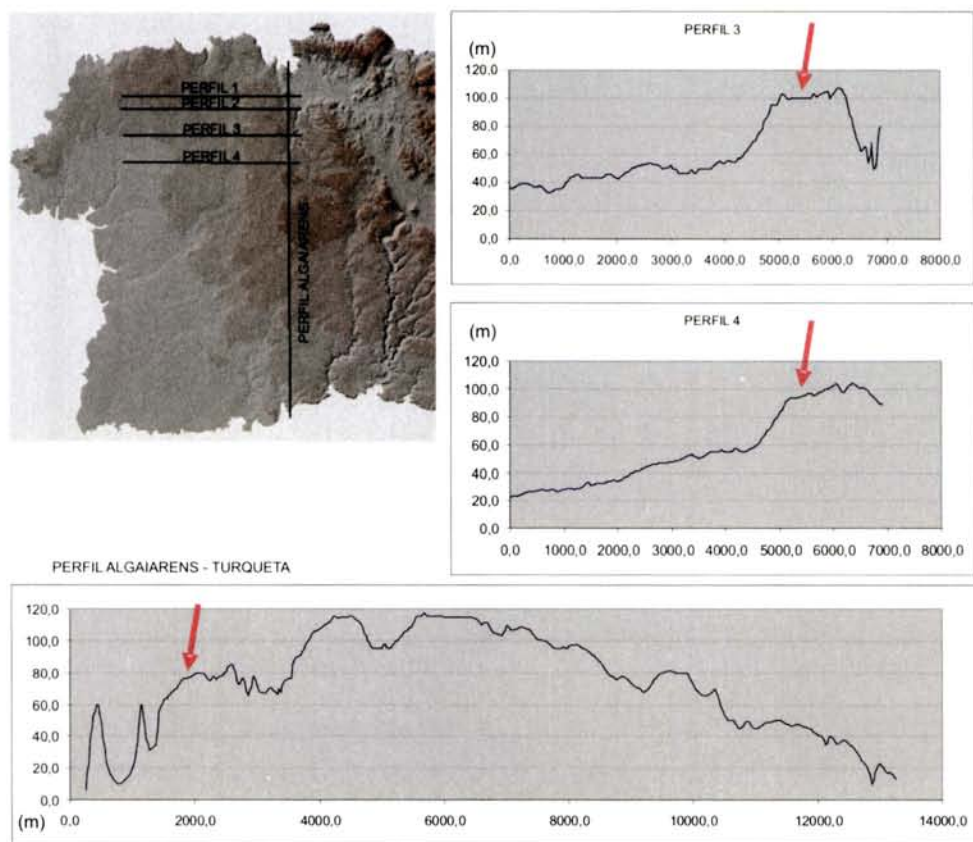 PERFIL 1
PERFIL 2
PERFIL 3
PERFIL 4
PERFIL ALGAIARENS
PERFIL 3
(m)
120,0
100,0
80,0
60,0
40,0
20,0
0,0
0,0 1000,0 2000,0 3000,0 4000,0 5000,0 6000,0 7000,0 8000,0
PERFIL 4
(m)
120,0
100,0
80,0
60,0
40,0
20,0
0,0
0,0 1000,0 2000,0 3000,0 4000,0 5000,0 6000,0 7000,0 8000,0
PERFIL ALGAIARENS - TURQUETA
120,0
100,0
80,0
60,0
40,0
20,0
0,0
(m)
0,0 2000,0 4000,0 6000,0 8000,0 10000,0 12000,0 14000,0